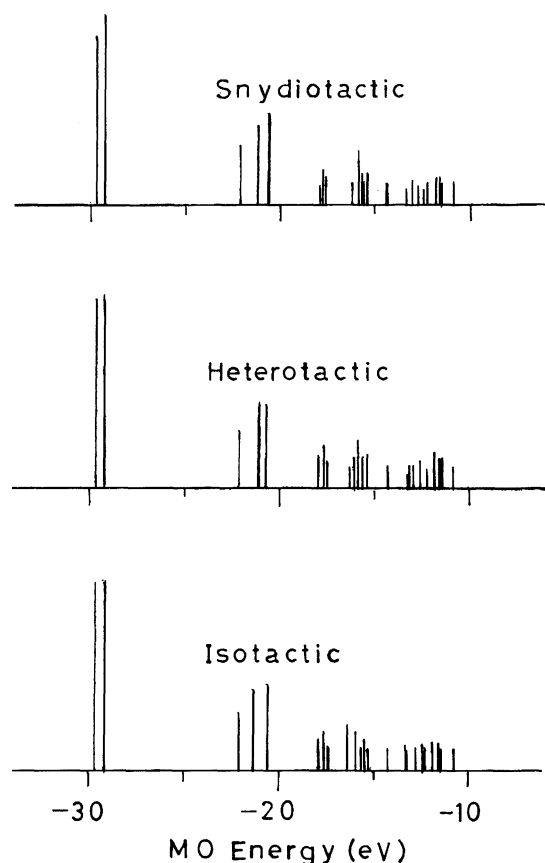 Snydiotactic
Heterotactic
Isotactic
−30 −20 −10
MO Energy (eV)